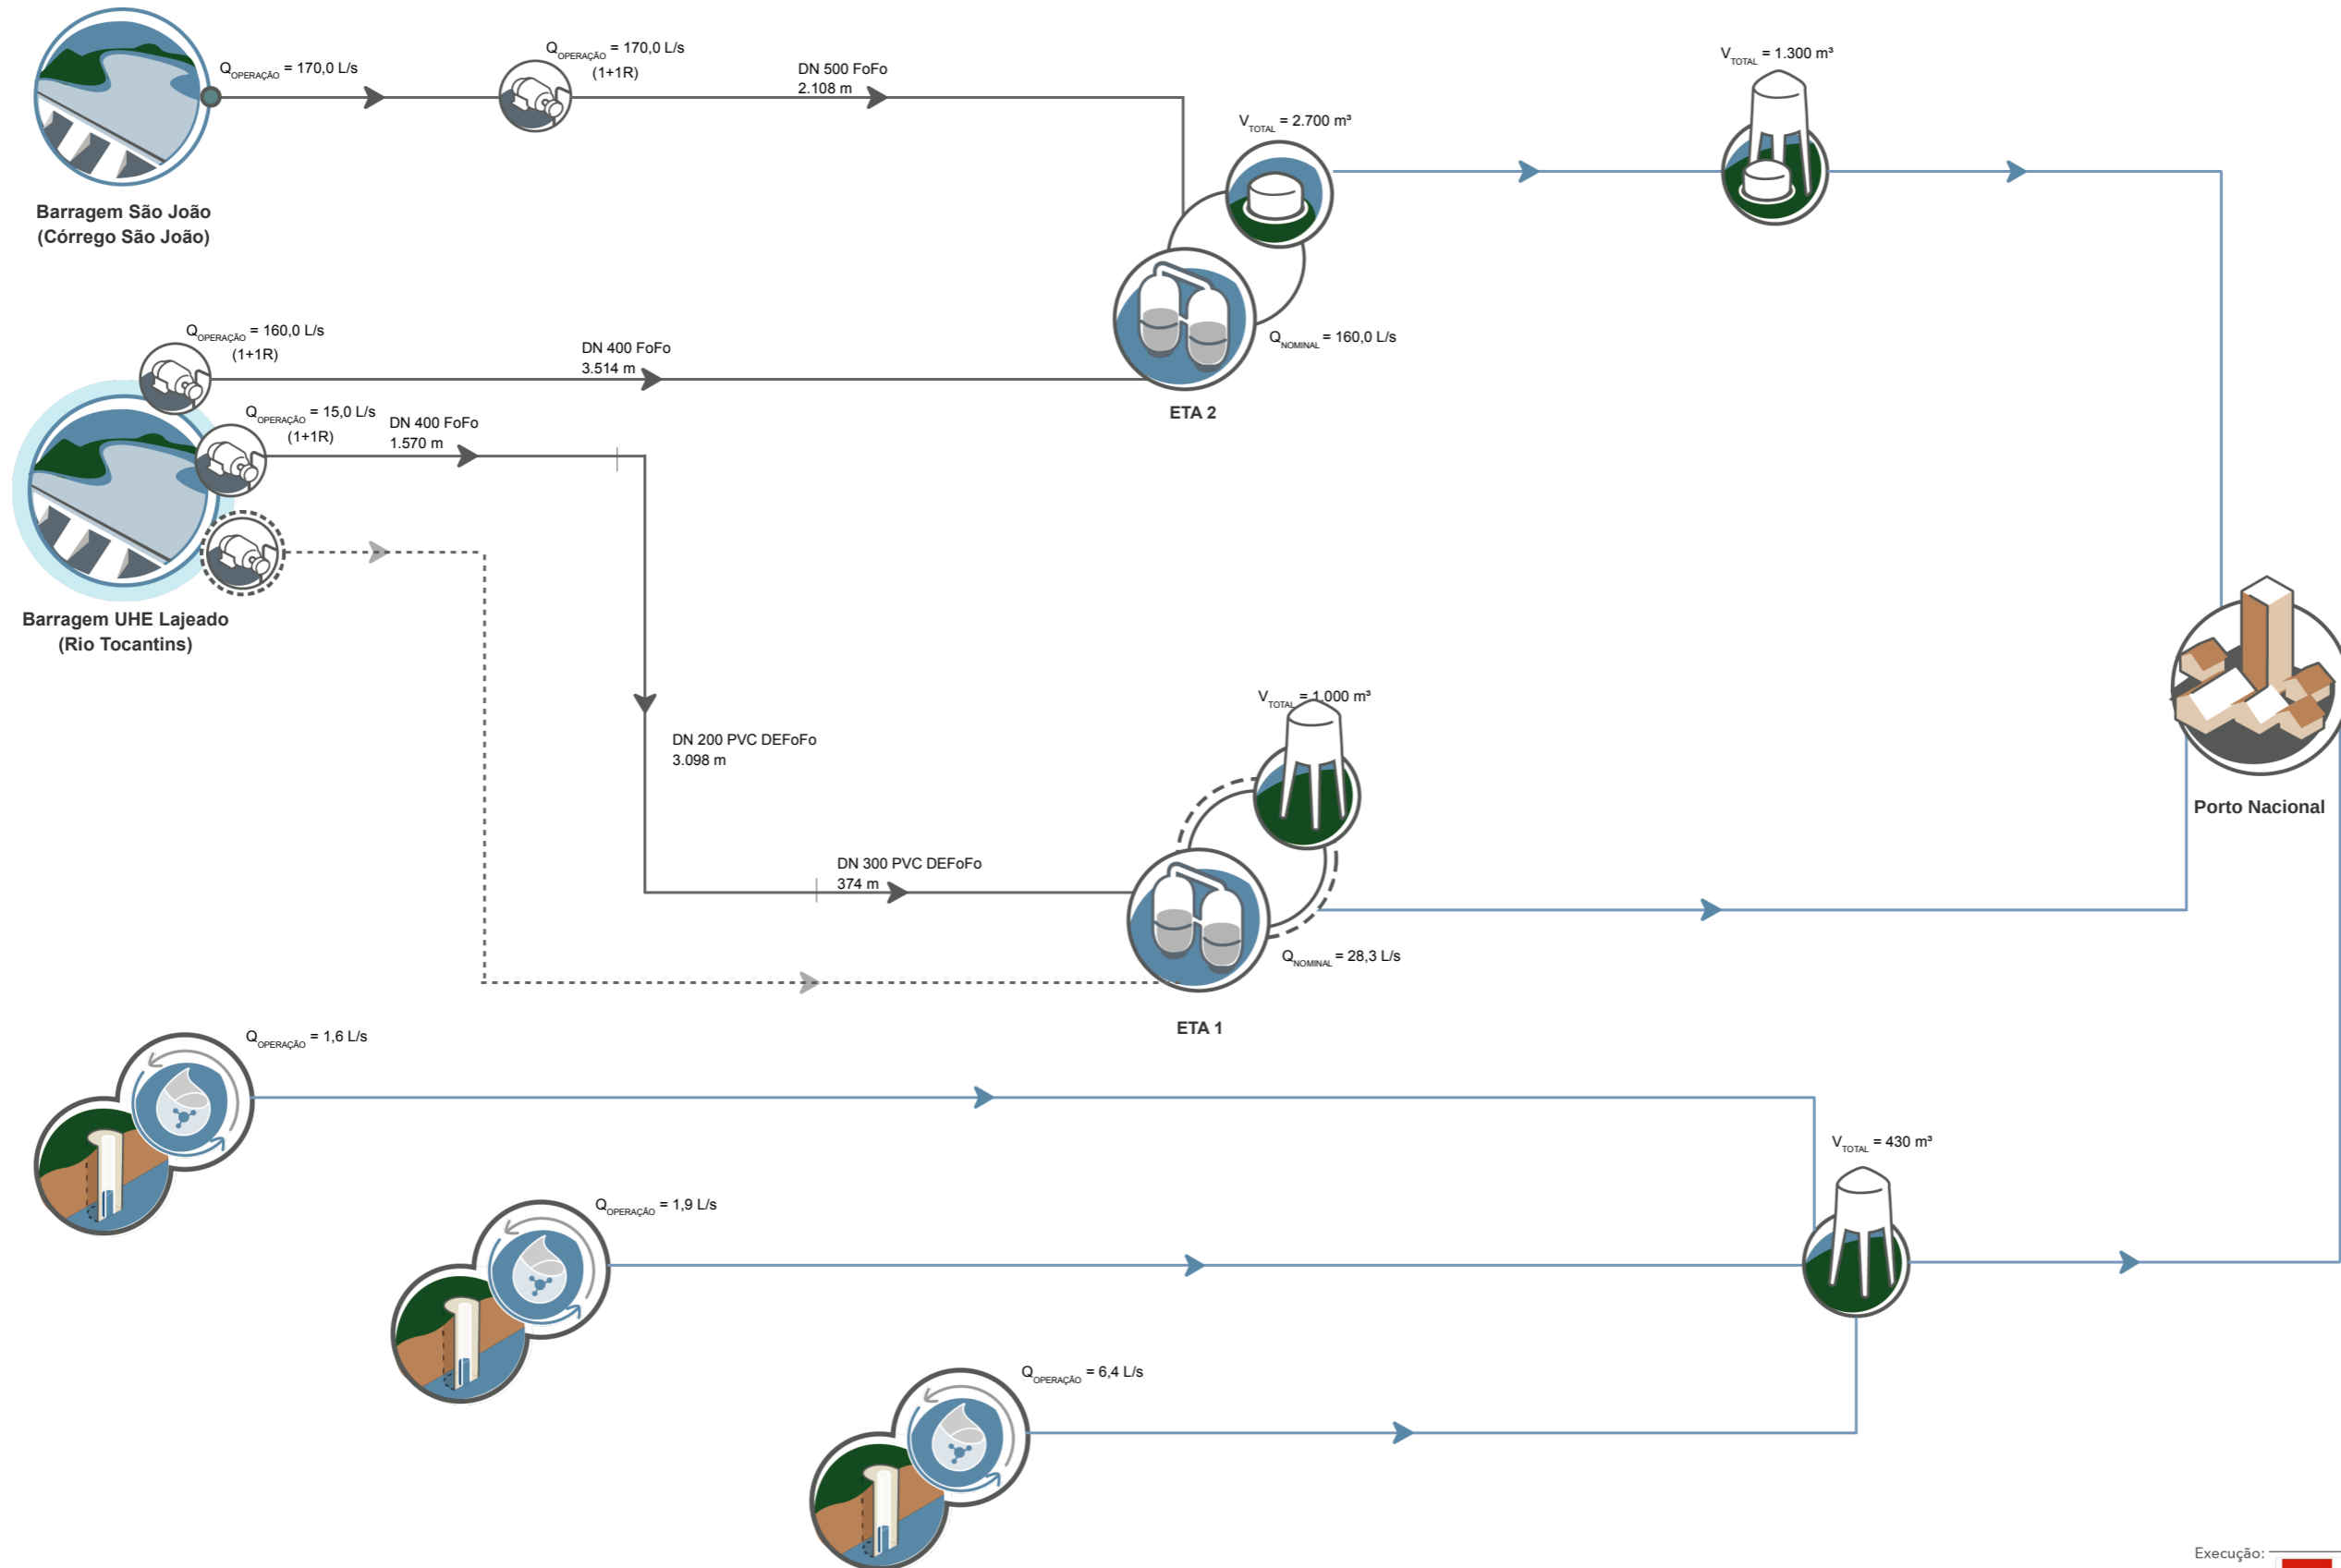 Q OPERAÇÃO = 170,0 L/s
Q OPERAÇÃO = 170,0 L/s
(1+1R)
DN 500 FoFo
2.108 m
V TOTAL = 1.300 m³
V TOTAL = 2.700 m³
Barragem São João
(Córrego São João)
Q OPERAÇÃO = 160,0 L/s
(1+1R)
DN 400 FoFo
3.514 m
Q NOMINAL = 160,0 L/s
ETA 2
Q OPERAÇÃO = 15,0 L/s
(1+1R)
DN 400 FoFo
1.570 m
Barragem UHE Lajeado
(Rio Tocantins)
V TOTAL = 1.000 m³
DN 200 PVC DEFoFo
3.098 m
Porto Nacional
DN 300 PVC DEFoFo
374 m
Q NOMINAL = 28,3 L/s
ETA 1
Q OPERAÇÃO = 1,6 L/s
V TOTAL = 430 m³
Q OPERAÇÃO = 1,9 L/s
Q OPERAÇÃO = 6,4 L/s
Execução: